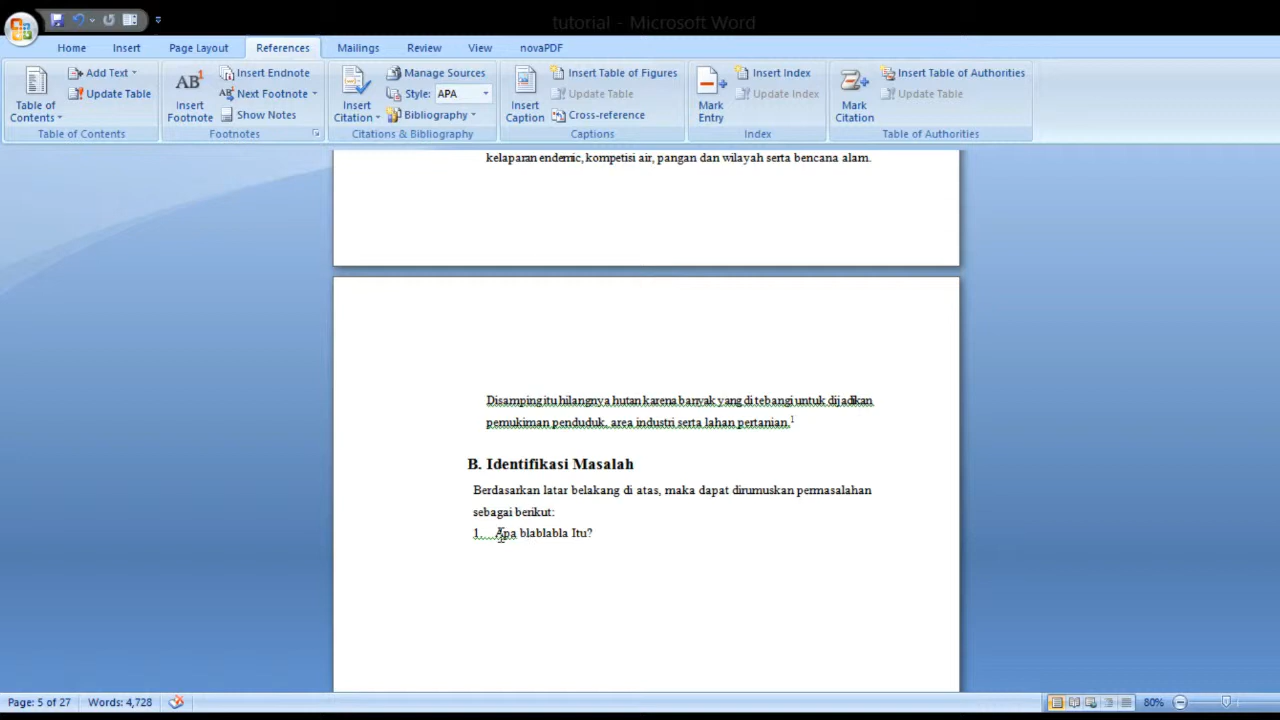 tutorial - Microsoft Word
Home Insert Page Layout References Mailings Review View novaPDF
Table of Contents
Add Text
Update Table
Table of Contents
AB1 Insert Footnote
Insert Endnote
AB1 Next Footnote
Show Notes
Footnotes
Insert Citation
Manage Sources
Style: APA
Bibliography
Citations & Bibliography
Insert Caption
Insert Table of Figures
Update Table
Cross-reference
Captions
Mark Entry
Insert Index
Update Index
Index
Mark Citation
Insert Table of Authorities
Update Table
Table of Authorities
kelaparan endemic, kompetisi air, pangan dan wilayah serta bencana alam.
Disamping itu hilangnya hutan karena banyak yang di tebangi untuk dijadikan
pemukiman penduduk, area industri serta lahan pertanian.1
B. Identifikasi Masalah
Berdasarkan latar belakang di atas, maka dapat dirumuskan permasalahan
sebagai berikut:
1. Apa blablabla Itu?
Page: 5 of 27 Words: 4,728 80%